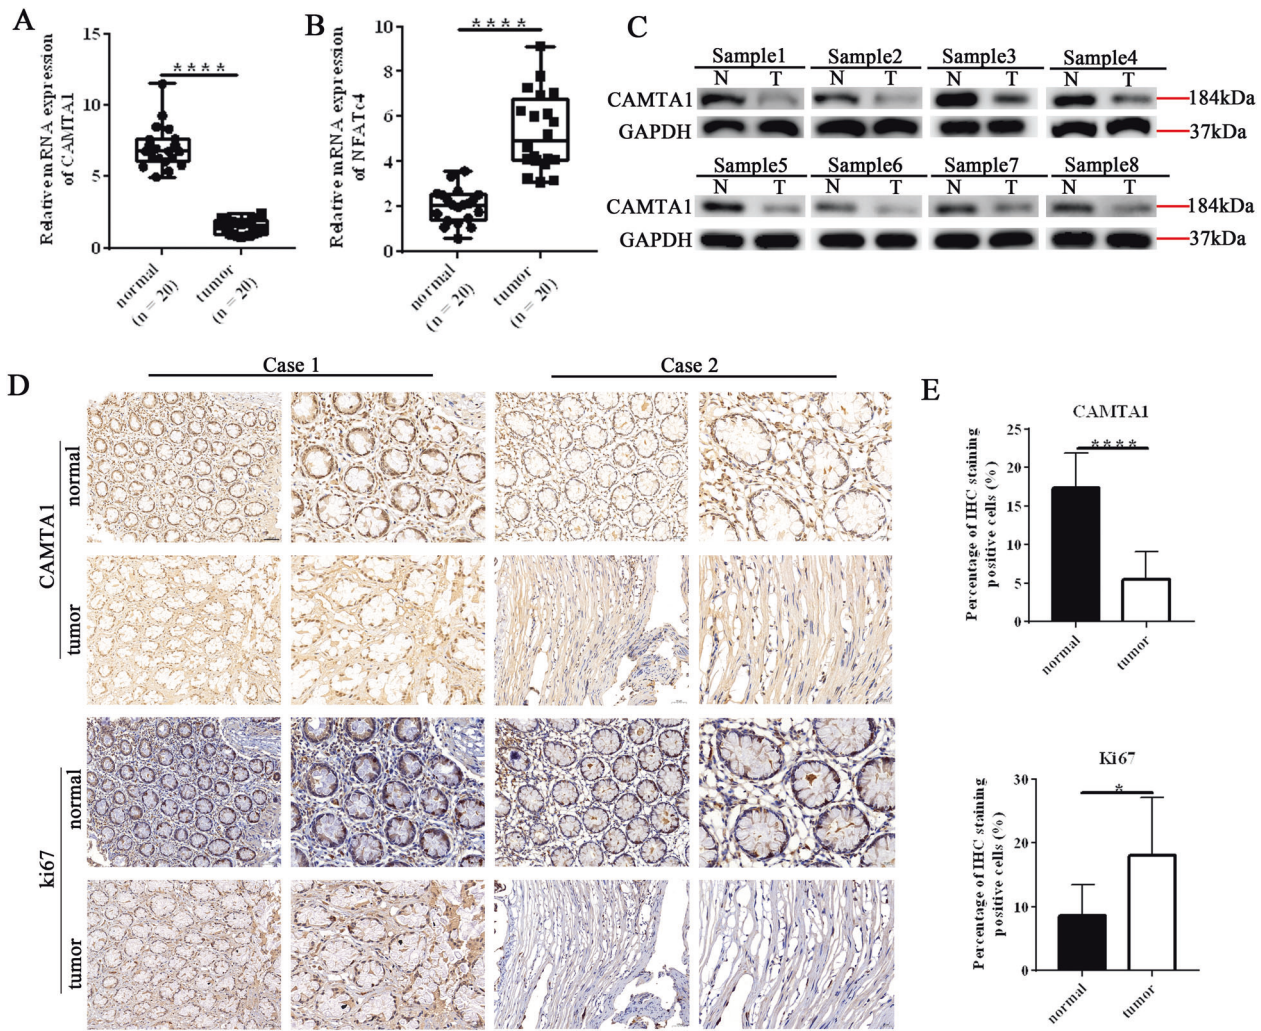 A
Relative mRNA expression
of CAMTA1
15
10
5
0
****
normal
(n = 20)
tumor
(n = 20)
B
Relative mRNA expression
of NFATc4
10
8
6
4
2
0
****
normal
(n = 20)
tumor
(n = 20)
C
Sample1 Sample2 Sample3 Sample4
N T N T N T N T
CAMTA1 184kDa
GAPDH 37kDa
Sample5 Sample6 Sample7 Sample8
N T N T N T N T
CAMTA1 184kDa
GAPDH 37kDa
D
Case 1 Case 2
CAMTA1
normal
tumor
ki67
normal
tumor
E
CAMTA1
Percentage of IHC staining
positive cells (%)
25
20
15
10
5
0
****
normal
tumor
Ki67
Percentage of IHC staining
positive cells (%)
30
20
10
0
*
normal
tumor